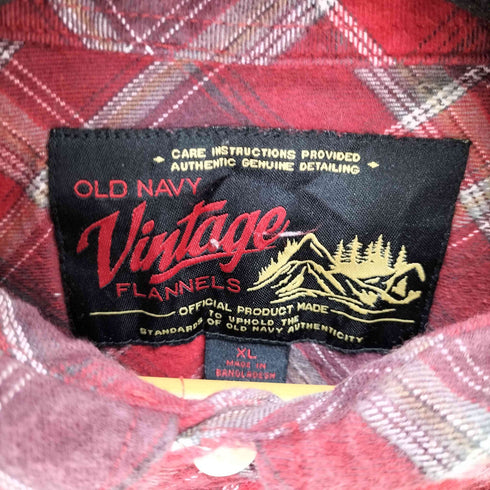 CARE INSTRUCTIONS PROVIDED
AUTHENTIC GENUINE DETAILING
OLD NAVY
Vintage
FLANNELS
OFFICIAL PRODUCT MADE
TO UPHOLD THE
STANDARDS OF OLD NAVY AUTHENTICITY
XL
MADE IN
BANGLADESH